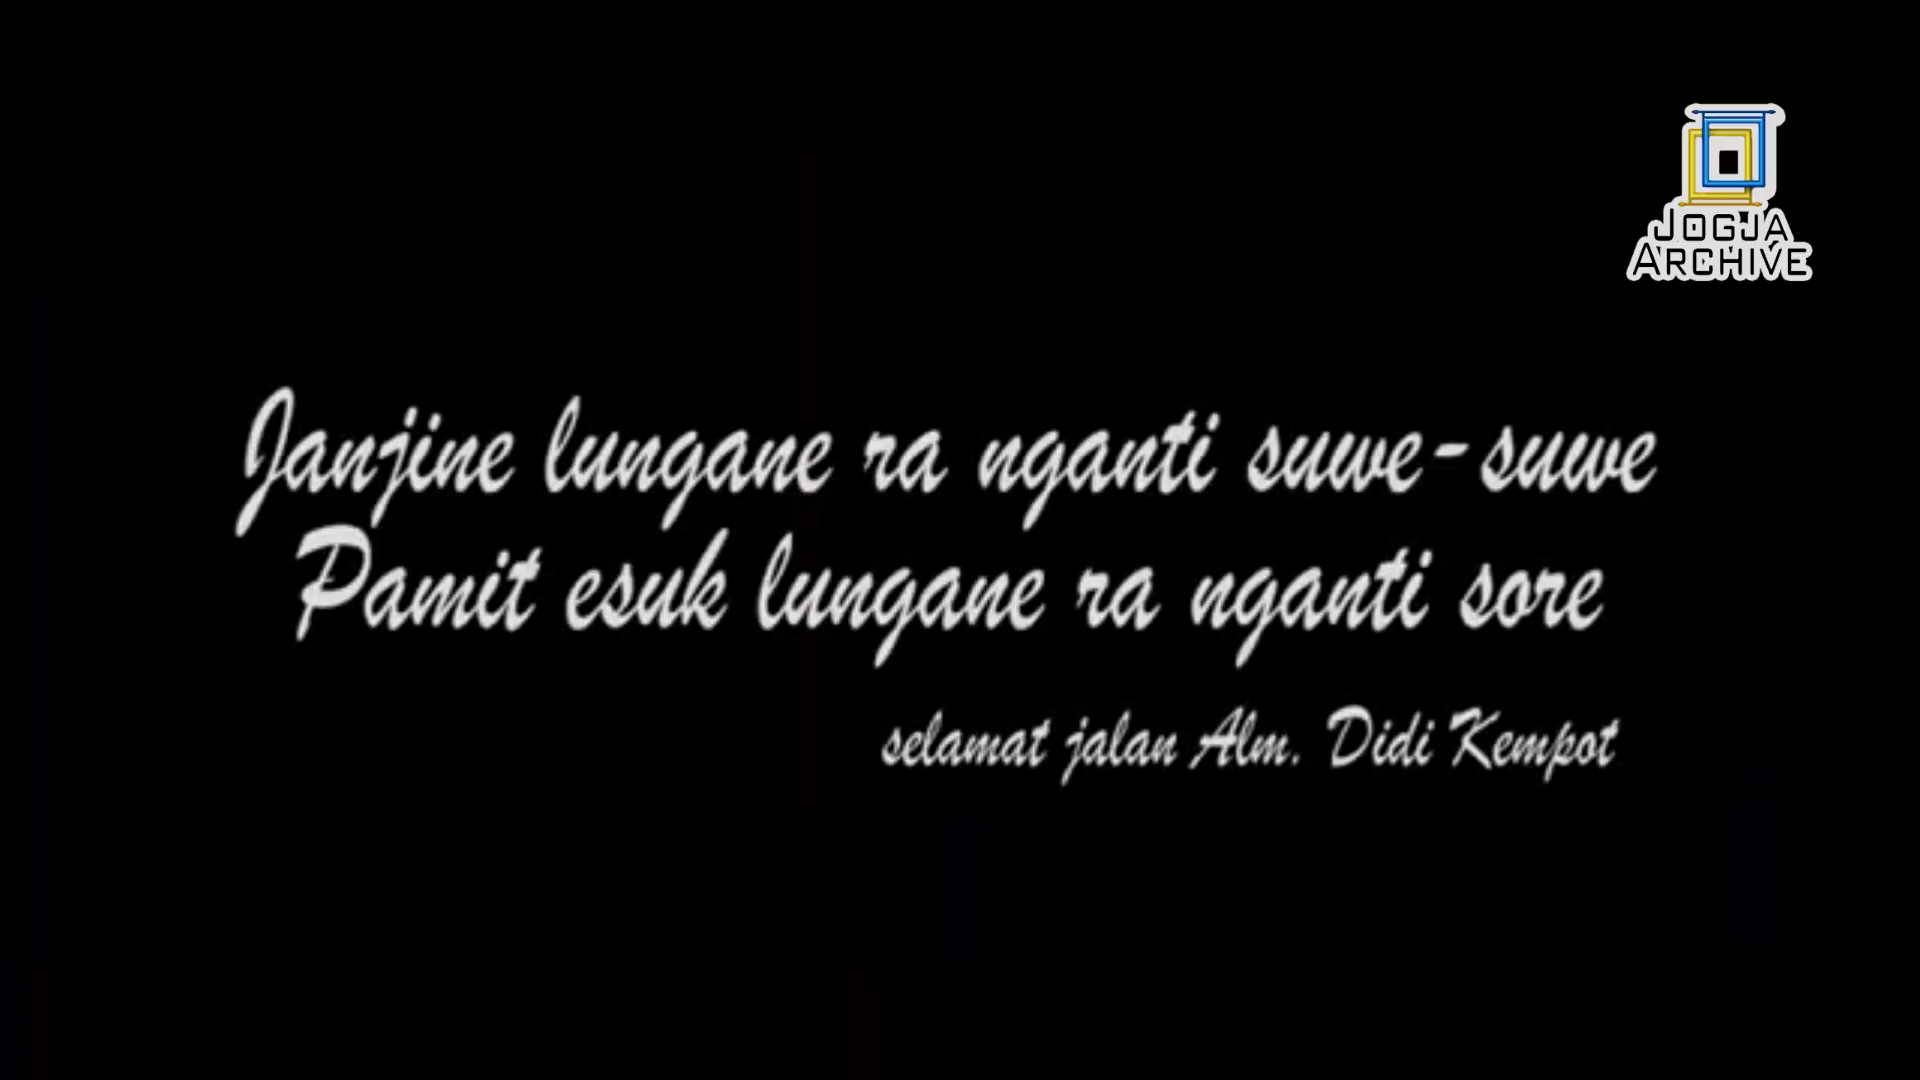 JOGJA
ARCHIVE
Janjine lungane ra nganti suwe-suwe
Pamit esuk lungane ra nganti sore
selamat jalan Alm. Didi Kempot